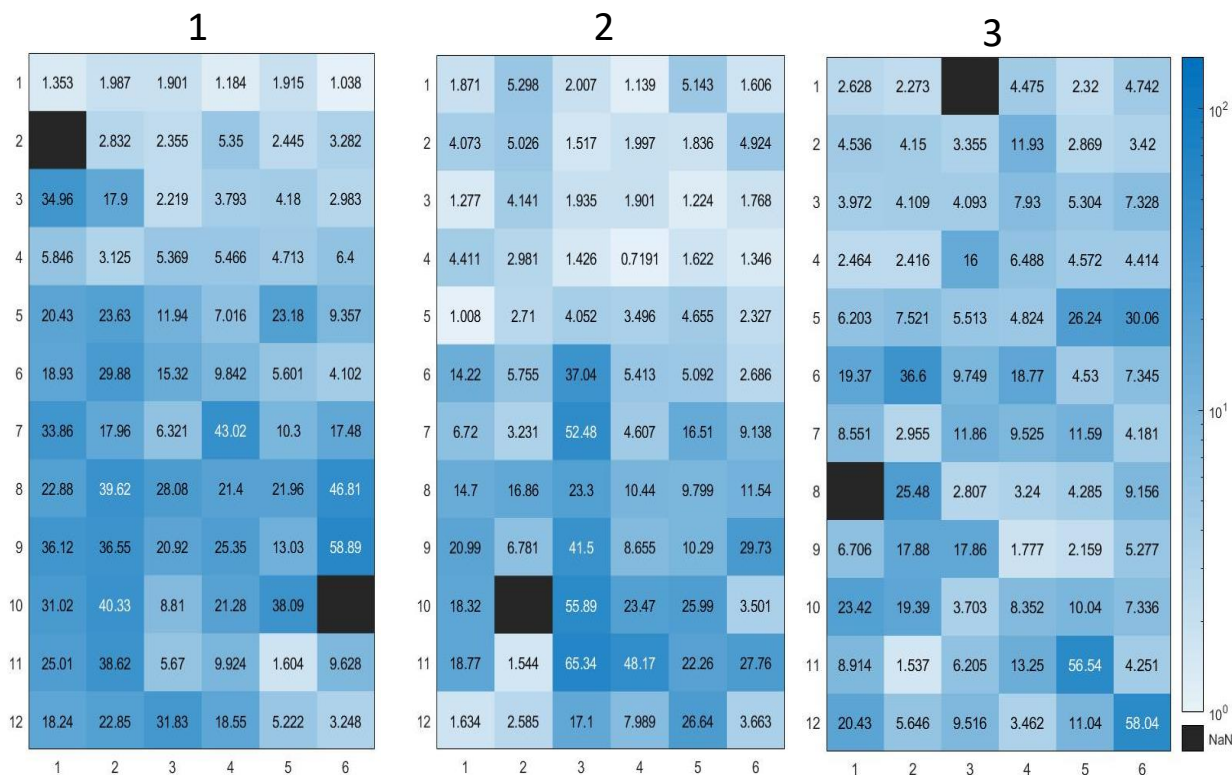 1
1 1.353 1.987 1.901 1.184 1.915 1.038
2 2.832 2.355 5.35 2.445 3.282
3 34.96 17.9 2.219 3.793 4.18 2.983
4 5.846 3.125 5.369 5.466 4.713 6.4
5 20.43 23.63 11.94 7.016 23.18 9.357
6 18.93 29.88 15.32 9.842 5.601 4.102
7 33.86 17.96 6.321 43.02 10.3 17.48
8 22.88 39.62 28.08 21.4 21.96 46.81
9 36.12 36.55 20.92 25.35 13.03 58.89
10 31.02 40.33 8.81 21.28 38.09
11 25.01 38.62 5.67 9.924 1.604 9.628
12 18.24 22.85 31.83 18.55 5.222 3.248
1 2 3 4 5 6
2
1 1.871 5.298 2.007 1.139 5.143 1.606
2 4.073 5.026 1.517 1.997 1.836 4.924
3 1.277 4.141 1.935 1.901 1.224 1.768
4 4.411 2.981 1.426 0.7191 1.622 1.346
5 1.008 2.71 4.052 3.496 4.655 2.327
6 14.22 5.755 37.04 5.413 5.092 2.686
7 6.72 3.231 52.48 4.607 16.51 9.138
8 14.7 16.86 23.3 10.44 9.799 11.54
9 20.99 6.781 41.5 8.655 10.29 29.73
10 18.32 55.89 23.47 25.99 3.501
11 18.77 1.544 65.34 48.17 22.26 27.76
12 1.634 2.585 17.1 7.989 26.64 3.663
1 2 3 4 5 6
3
1 2.628 2.273 4.475 2.32 4.742
2 4.536 4.15 3.355 11.93 2.869 3.42
3 3.972 4.109 4.093 7.93 5.304 7.328
4 2.464 2.416 16 6.488 4.572 4.414
5 6.203 7.521 5.513 4.824 26.24 30.06
6 19.37 36.6 9.749 18.77 4.53 7.345
7 8.551 2.955 11.86 9.525 11.59 4.181
8 25.48 2.807 3.24 4.285 9.156
9 6.706 17.88 17.86 1.777 2.159 5.277
10 23.42 19.39 3.703 8.352 10.04 7.336
11 8.914 1.537 6.205 13.25 56.54 4.251
12 20.43 5.646 9.516 3.462 11.04 58.04
1 2 3 4 5 6
10²
10¹
10⁰
NaN